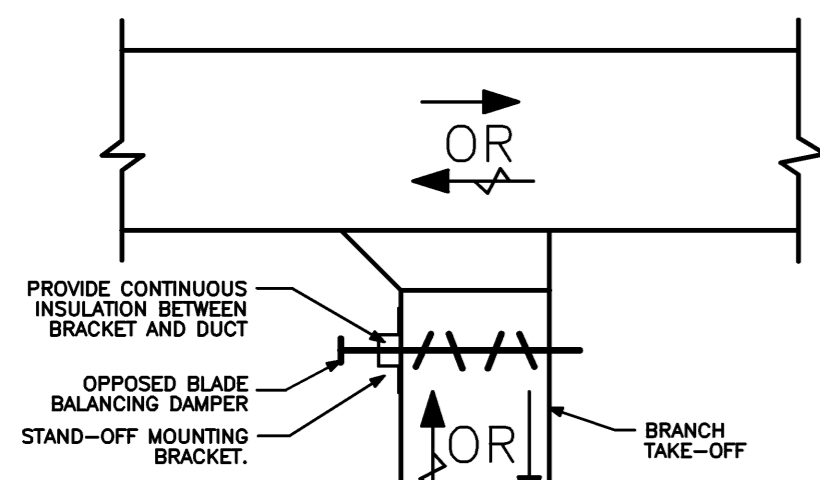 OR
PROVIDE CONTINUOUS
INSULATION BETWEEN
BRACKET AND DUCT
OPPOSED BLADE
BALANCING DAMPER
STAND-OFF MOUNTING
BRACKET.
OR
BRANCH
TAKE-OFF